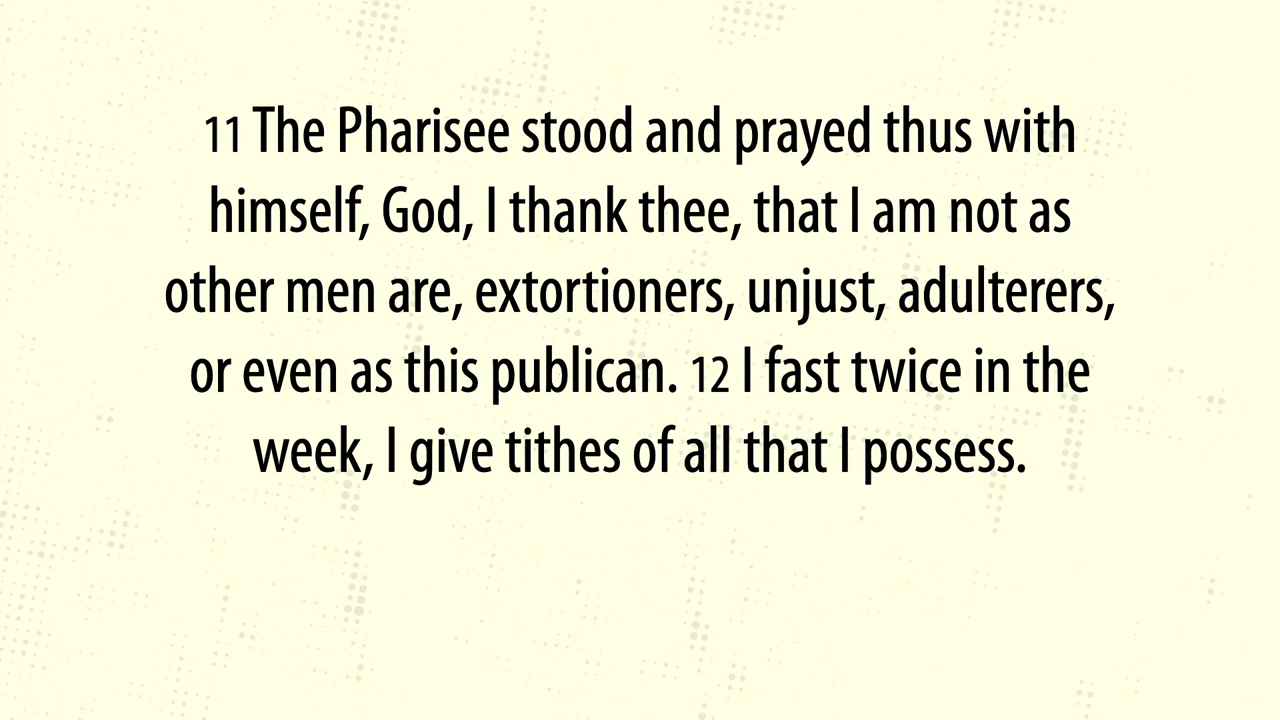 11 The Pharisee stood and prayed thus with
himself, God, I thank thee, that I am not as
other men are, extortioners, unjust, adulterers,
or even as this publican. 12 I fast twice in the
week, I give tithes of all that I possess.